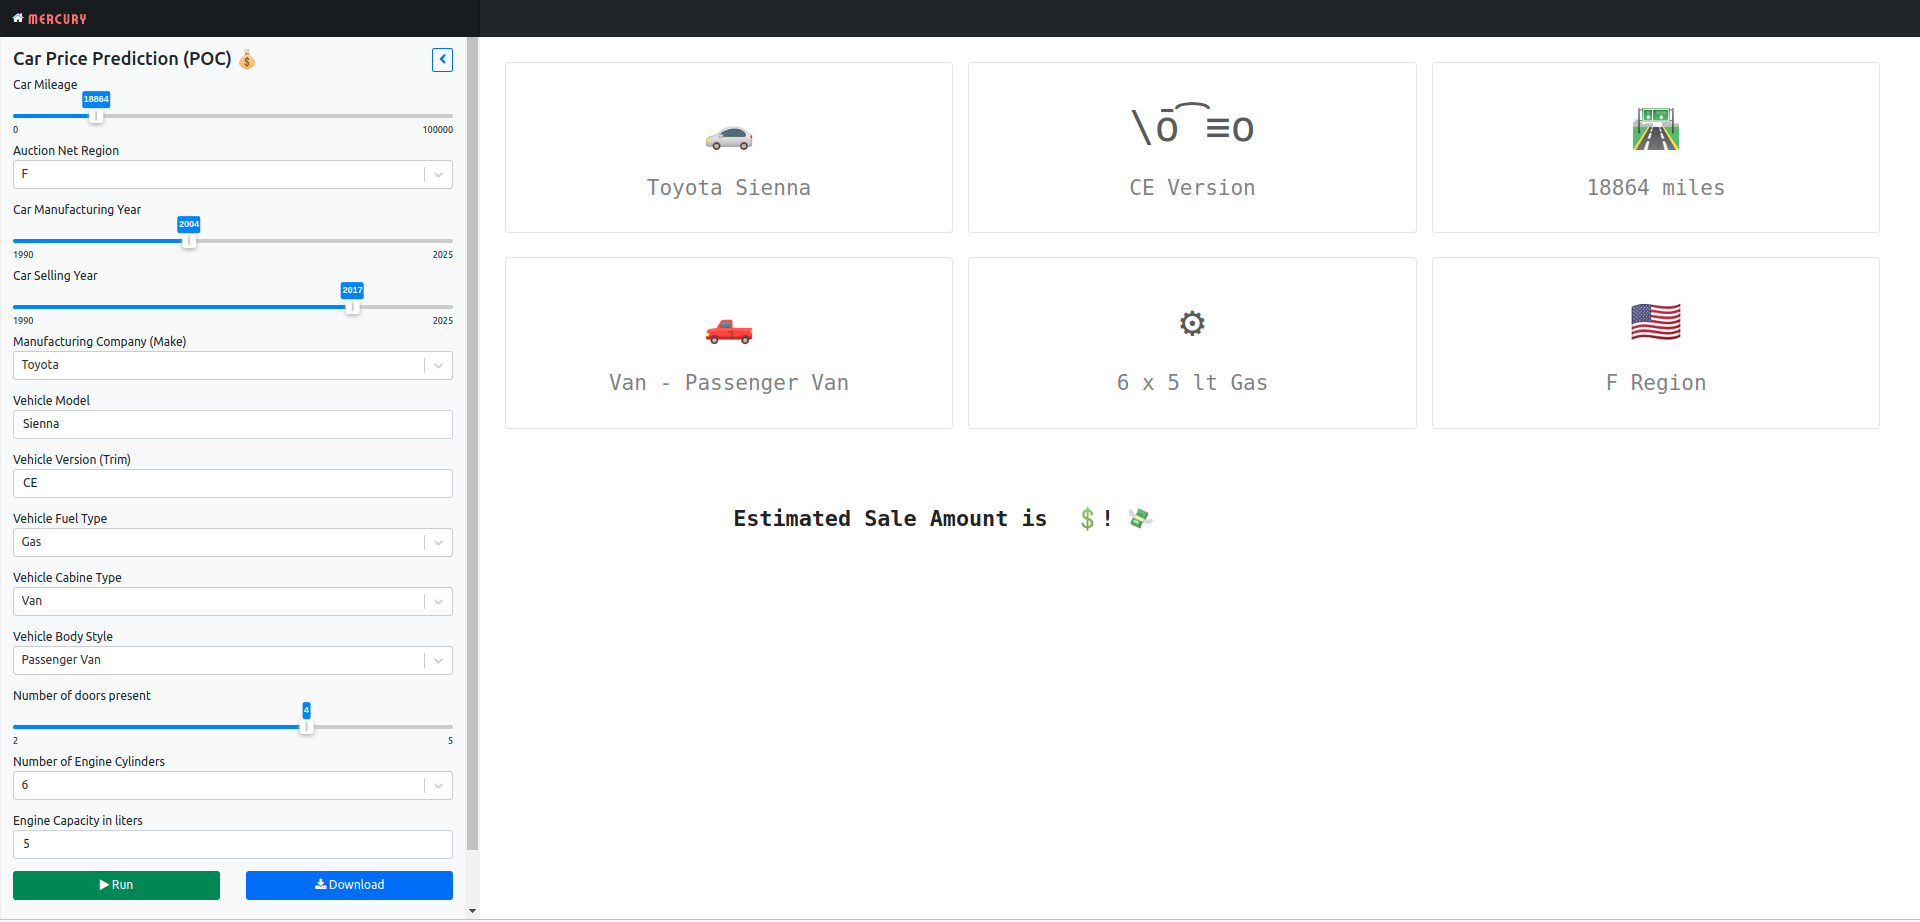 MERCURY
Car Price Prediction (POC) 💰
Car Mileage
18864
0 100000
Auction Net Region
F
Car Manufacturing Year
2004
1990 2025
Car Selling Year
2017
1990 2025
Manufacturing Company (Make)
Toyota
Vehicle Model
Sienna
Vehicle Version (Trim)
CE
Vehicle Fuel Type
Gas
Vehicle Cabine Type
Van
Vehicle Body Style
Passenger Van
Number of doors present
4
2 5
Number of Engine Cylinders
6
Engine Capacity in liters
5
Run Download
Toyota Sienna
\o̅͡ ≡o
CE Version
18864 miles
Van - Passenger Van
6 x 5 lt Gas
F Region
Estimated Sale Amount is 💲! 💸